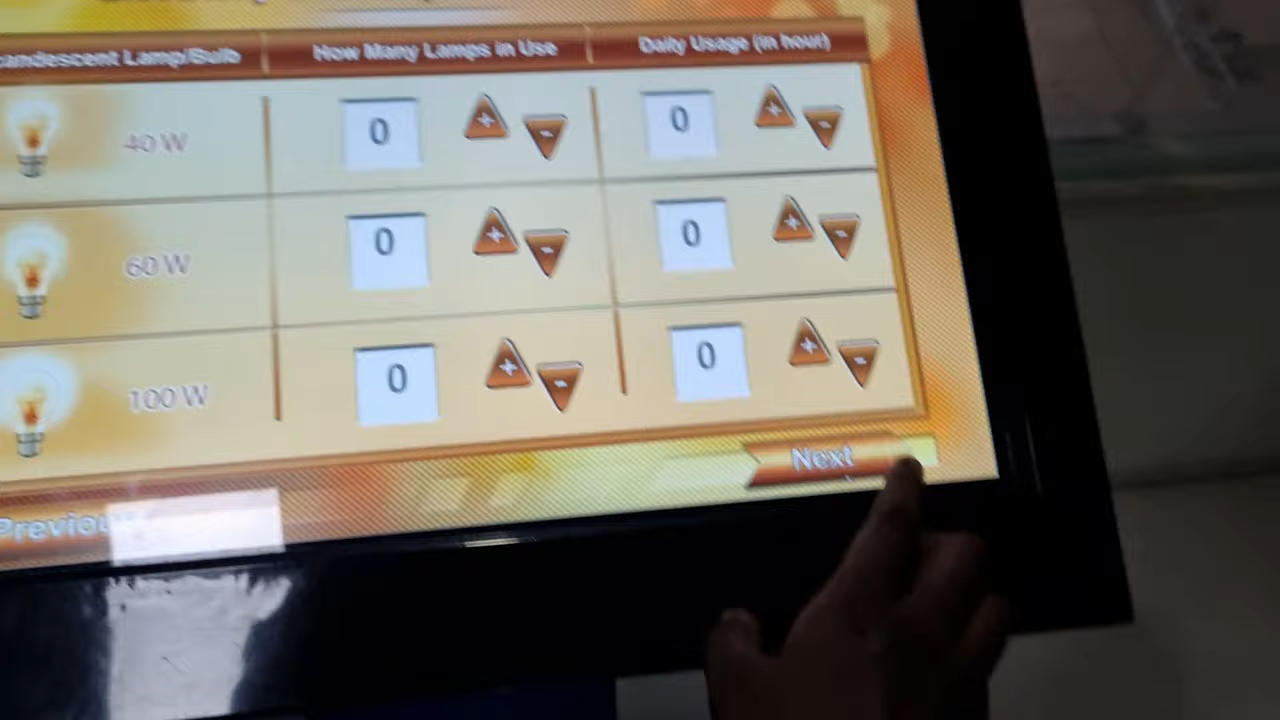 candescent Lamp/Bulb How Many Lamps in Use Daily Usage (in hour)
40 W 0 + - 0 + -
60 W 0 + - 0 + -
100 W 0 + - 0 + -
Next
Previou